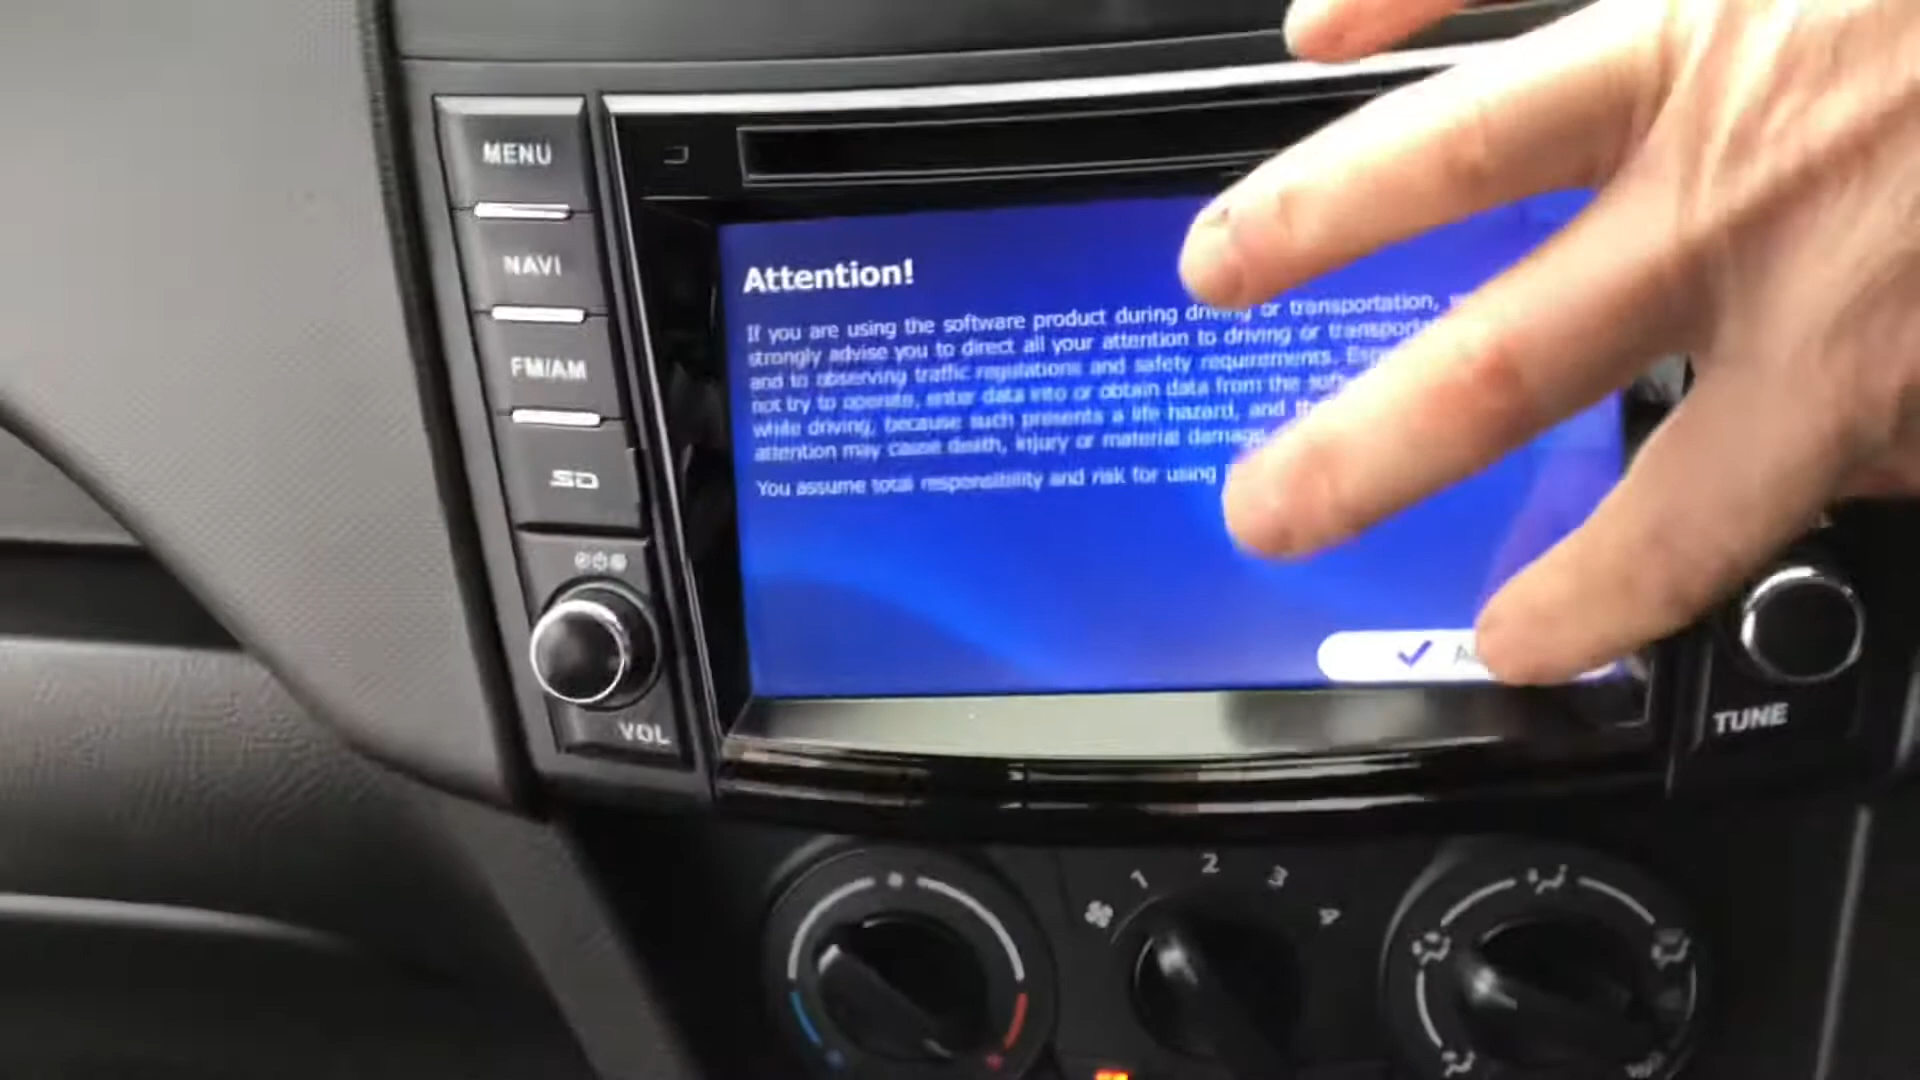 MENU
NAVI
FM/AM
SD
VOL
Attention!
If you are using the software product during driving or transportation,
strongly advise you to direct all your attention to driving or
and to observing traffic regulations and safety requirements.
not try to operate, enter data into or obtain data from the
while driving, because such presents a life hazard, and
attention may cause death, injury or material damage
You assume total responsibility and risk for using
TUNE
1 2 3 4